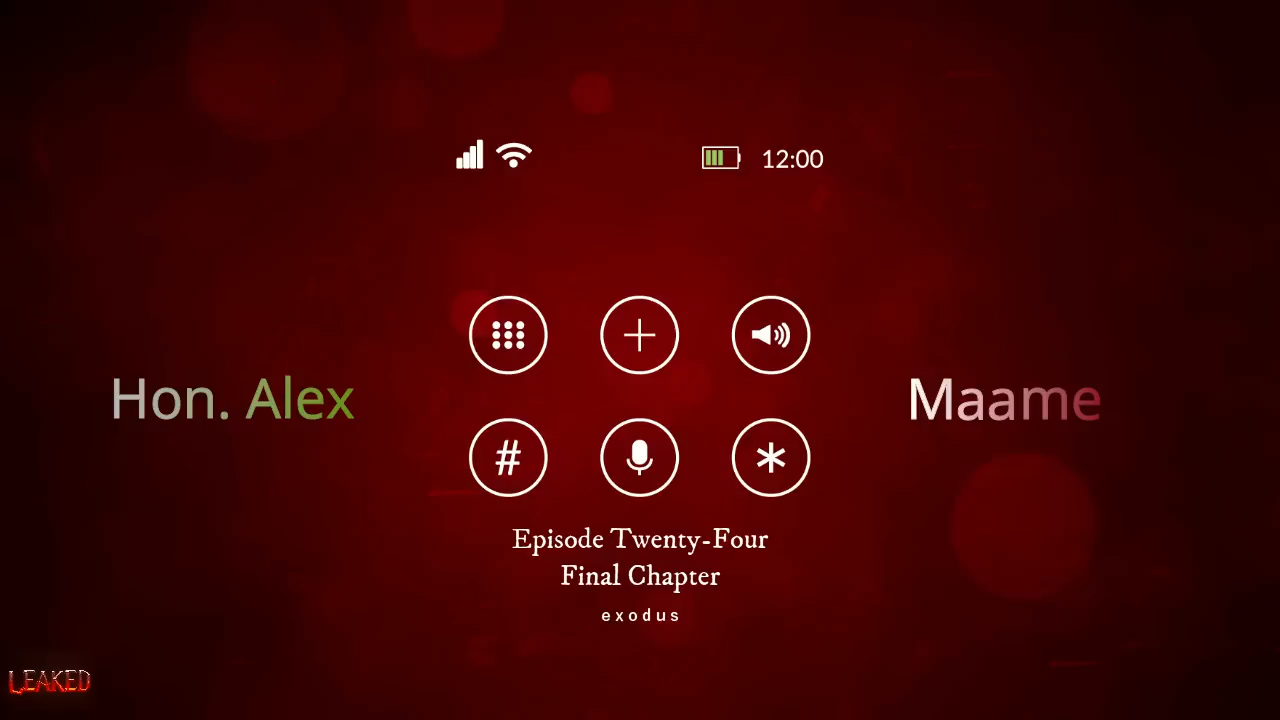 12:00
Hon. Alex
Maame
#
*
Episode Twenty-Four
Final Chapter
exodus
LEAKED